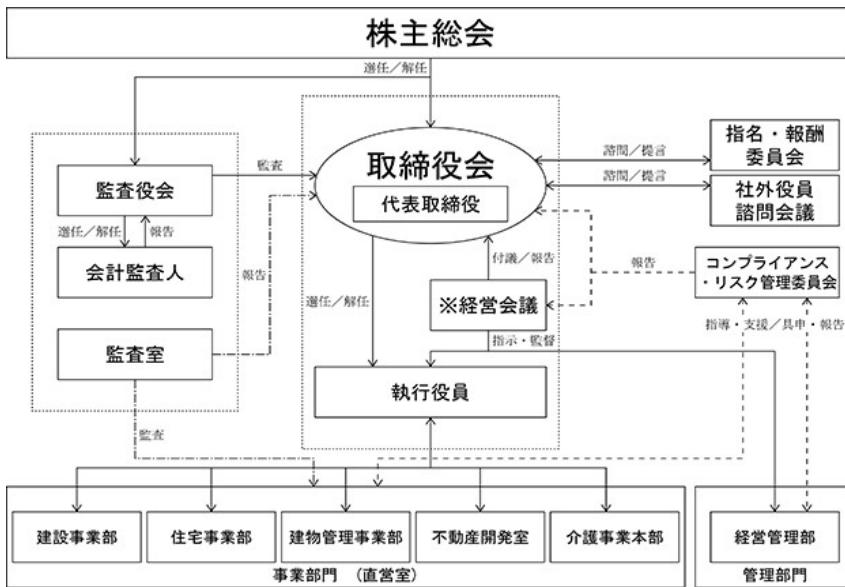 株主総会
選任／解任
監査役会
監査
取締役会
代表取締役
諮問／提言
指名・報酬
委員会
諮問／提言
社外役員
諮問会議
選任／解任
報告
会計監査人
報告
付議／報告
報告
コンプライアンス
・リスク管理委員会
選任／解任
※経営会議
指導・支援／具申・報告
監査室
指示・監督
執行役員
監査
建設事業部
住宅事業部
建物管理事業部
不動産開発室
介護事業本部
経営管理部
事業部門 （直営室）
管理部門